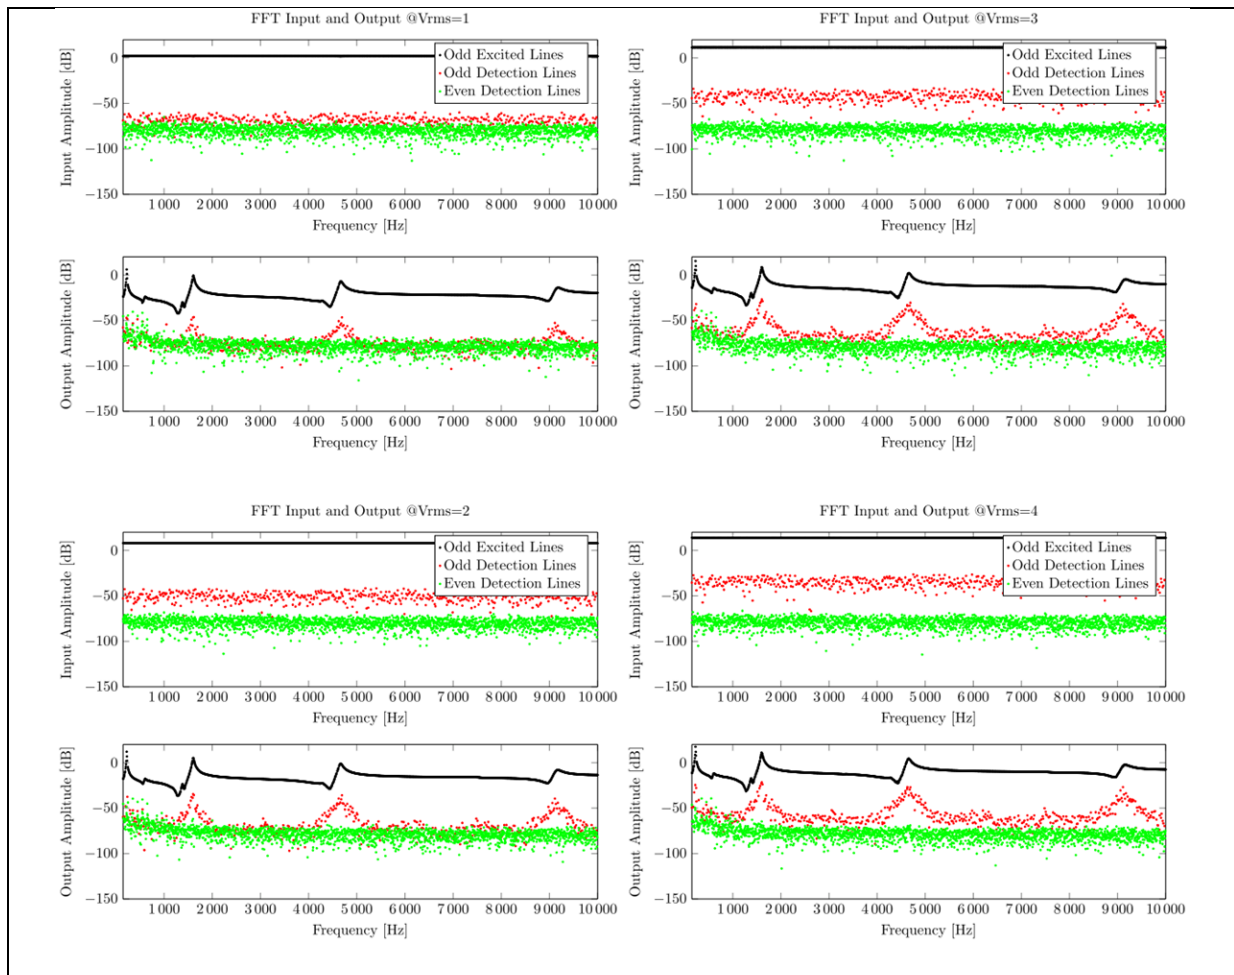 FFT Input and Output @Vrms=1
Input Amplitude [dB]
0
−50
−100
−150
Odd Excited Lines
Odd Detection Lines
Even Detection Lines
1 000 2 000 3 000 4 000 5 000 6 000 7 000 8 000 9 000 10 000
Frequency [Hz]
Output Amplitude [dB]
0
−50
−100
−150
1 000 2 000 3 000 4 000 5 000 6 000 7 000 8 000 9 000 10 000
Frequency [Hz]
FFT Input and Output @Vrms=3
Input Amplitude [dB]
0
−50
−100
−150
Odd Excited Lines
Odd Detection Lines
Even Detection Lines
1 000 2 000 3 000 4 000 5 000 6 000 7 000 8 000 9 000 10 000
Frequency [Hz]
Output Amplitude [dB]
0
−50
−100
−150
1 000 2 000 3 000 4 000 5 000 6 000 7 000 8 000 9 000 10 000
Frequency [Hz]
FFT Input and Output @Vrms=2
Input Amplitude [dB]
0
−50
−100
−150
Odd Excited Lines
Odd Detection Lines
Even Detection Lines
1 000 2 000 3 000 4 000 5 000 6 000 7 000 8 000 9 000 10 000
Frequency [Hz]
Output Amplitude [dB]
0
−50
−100
−150
1 000 2 000 3 000 4 000 5 000 6 000 7 000 8 000 9 000 10 000
Frequency [Hz]
FFT Input and Output @Vrms=4
Input Amplitude [dB]
0
−50
−100
−150
Odd Excited Lines
Odd Detection Lines
Even Detection Lines
1 000 2 000 3 000 4 000 5 000 6 000 7 000 8 000 9 000 10 000
Frequency [Hz]
Output Amplitude [dB]
0
−50
−100
−150
1 000 2 000 3 000 4 000 5 000 6 000 7 000 8 000 9 000 10 000
Frequency [Hz]